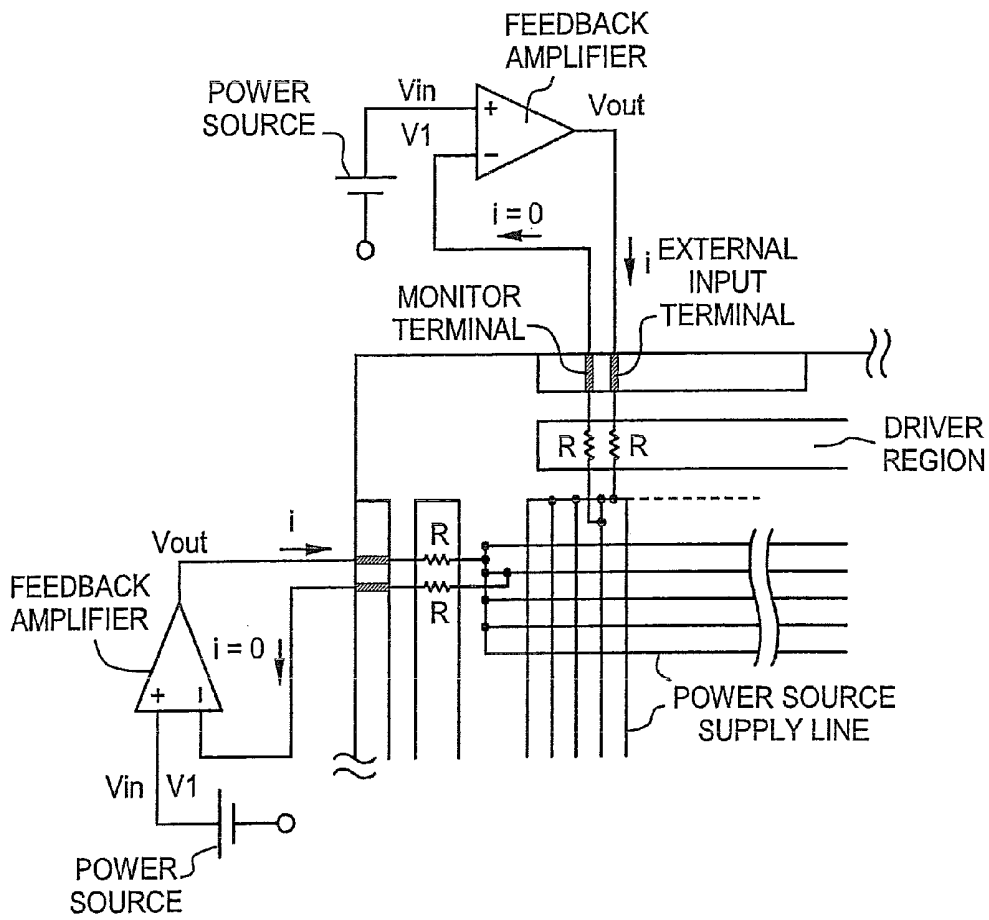 FEEDBACK
AMPLIFIER
POWER
SOURCE
Vin
V1
+
−
Vout
i = 0
i
EXTERNAL
INPUT
TERMINAL
MONITOR
TERMINAL
R
R
DRIVER
REGION
i
Vout
R
R
FEEDBACK
AMPLIFIER
i = 0
+
−
POWER SOURCE
SUPPLY LINE
Vin
V1
POWER
SOURCE